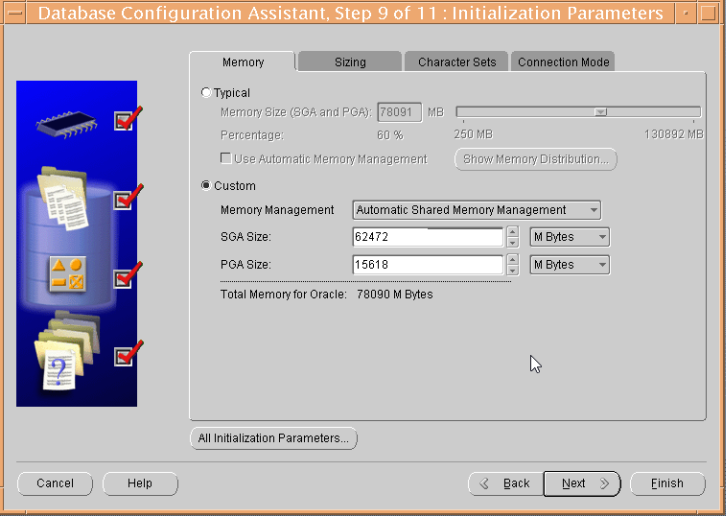 Database Configuration Assistant, Step 9 of 11 : Initialization Parameters
Memory Sizing Character Sets Connection Mode
Typical
Memory Size (SGA and PGA): 78091 MB
Percentage: 60 % 250 MB 130892 MB
Use Automatic Memory Management Show Memory Distribution...
Custom
Memory Management Automatic Shared Memory Management
SGA Size: 62472 M Bytes
PGA Size: 15618 M Bytes
Total Memory for Oracle: 78090 M Bytes
?
All Initialization Parameters...
Cancel Help Back Next Finish